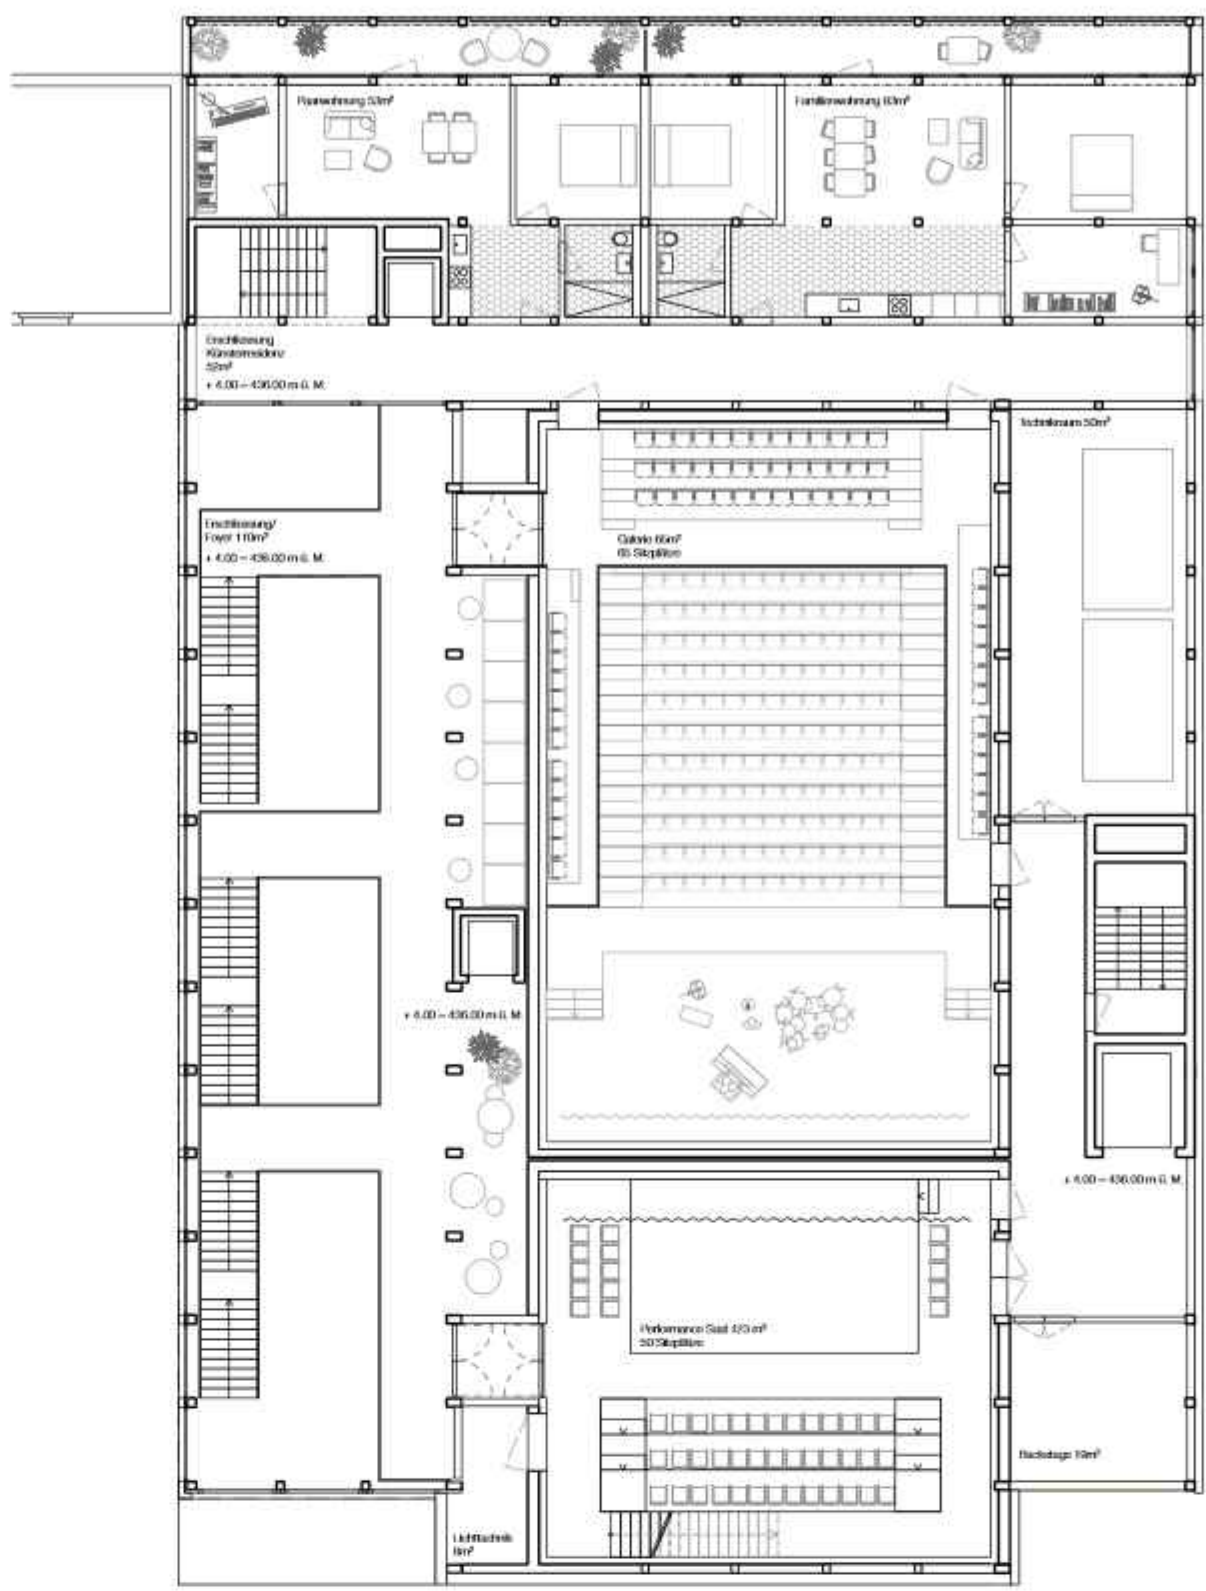 Paarwohnung 53m²
Familienwohnung 83m²
Erschliessung
Künstlerresidenz
52m²
+ 4.00 – 436.00 m ü. M.
Technikraum 50m²
Erschliessung/
Foyer 110m²
+ 4.00 – 436.00 m ü. M.
Galerie 65m²
65 Sitzplätze
+ 4.00 – 436.00 m ü. M.
+ 4.00 – 436.00 m ü. M.
Performance Saal 423 m²
50 Sitzplätze
Backstage 19m²
Lichttechnik